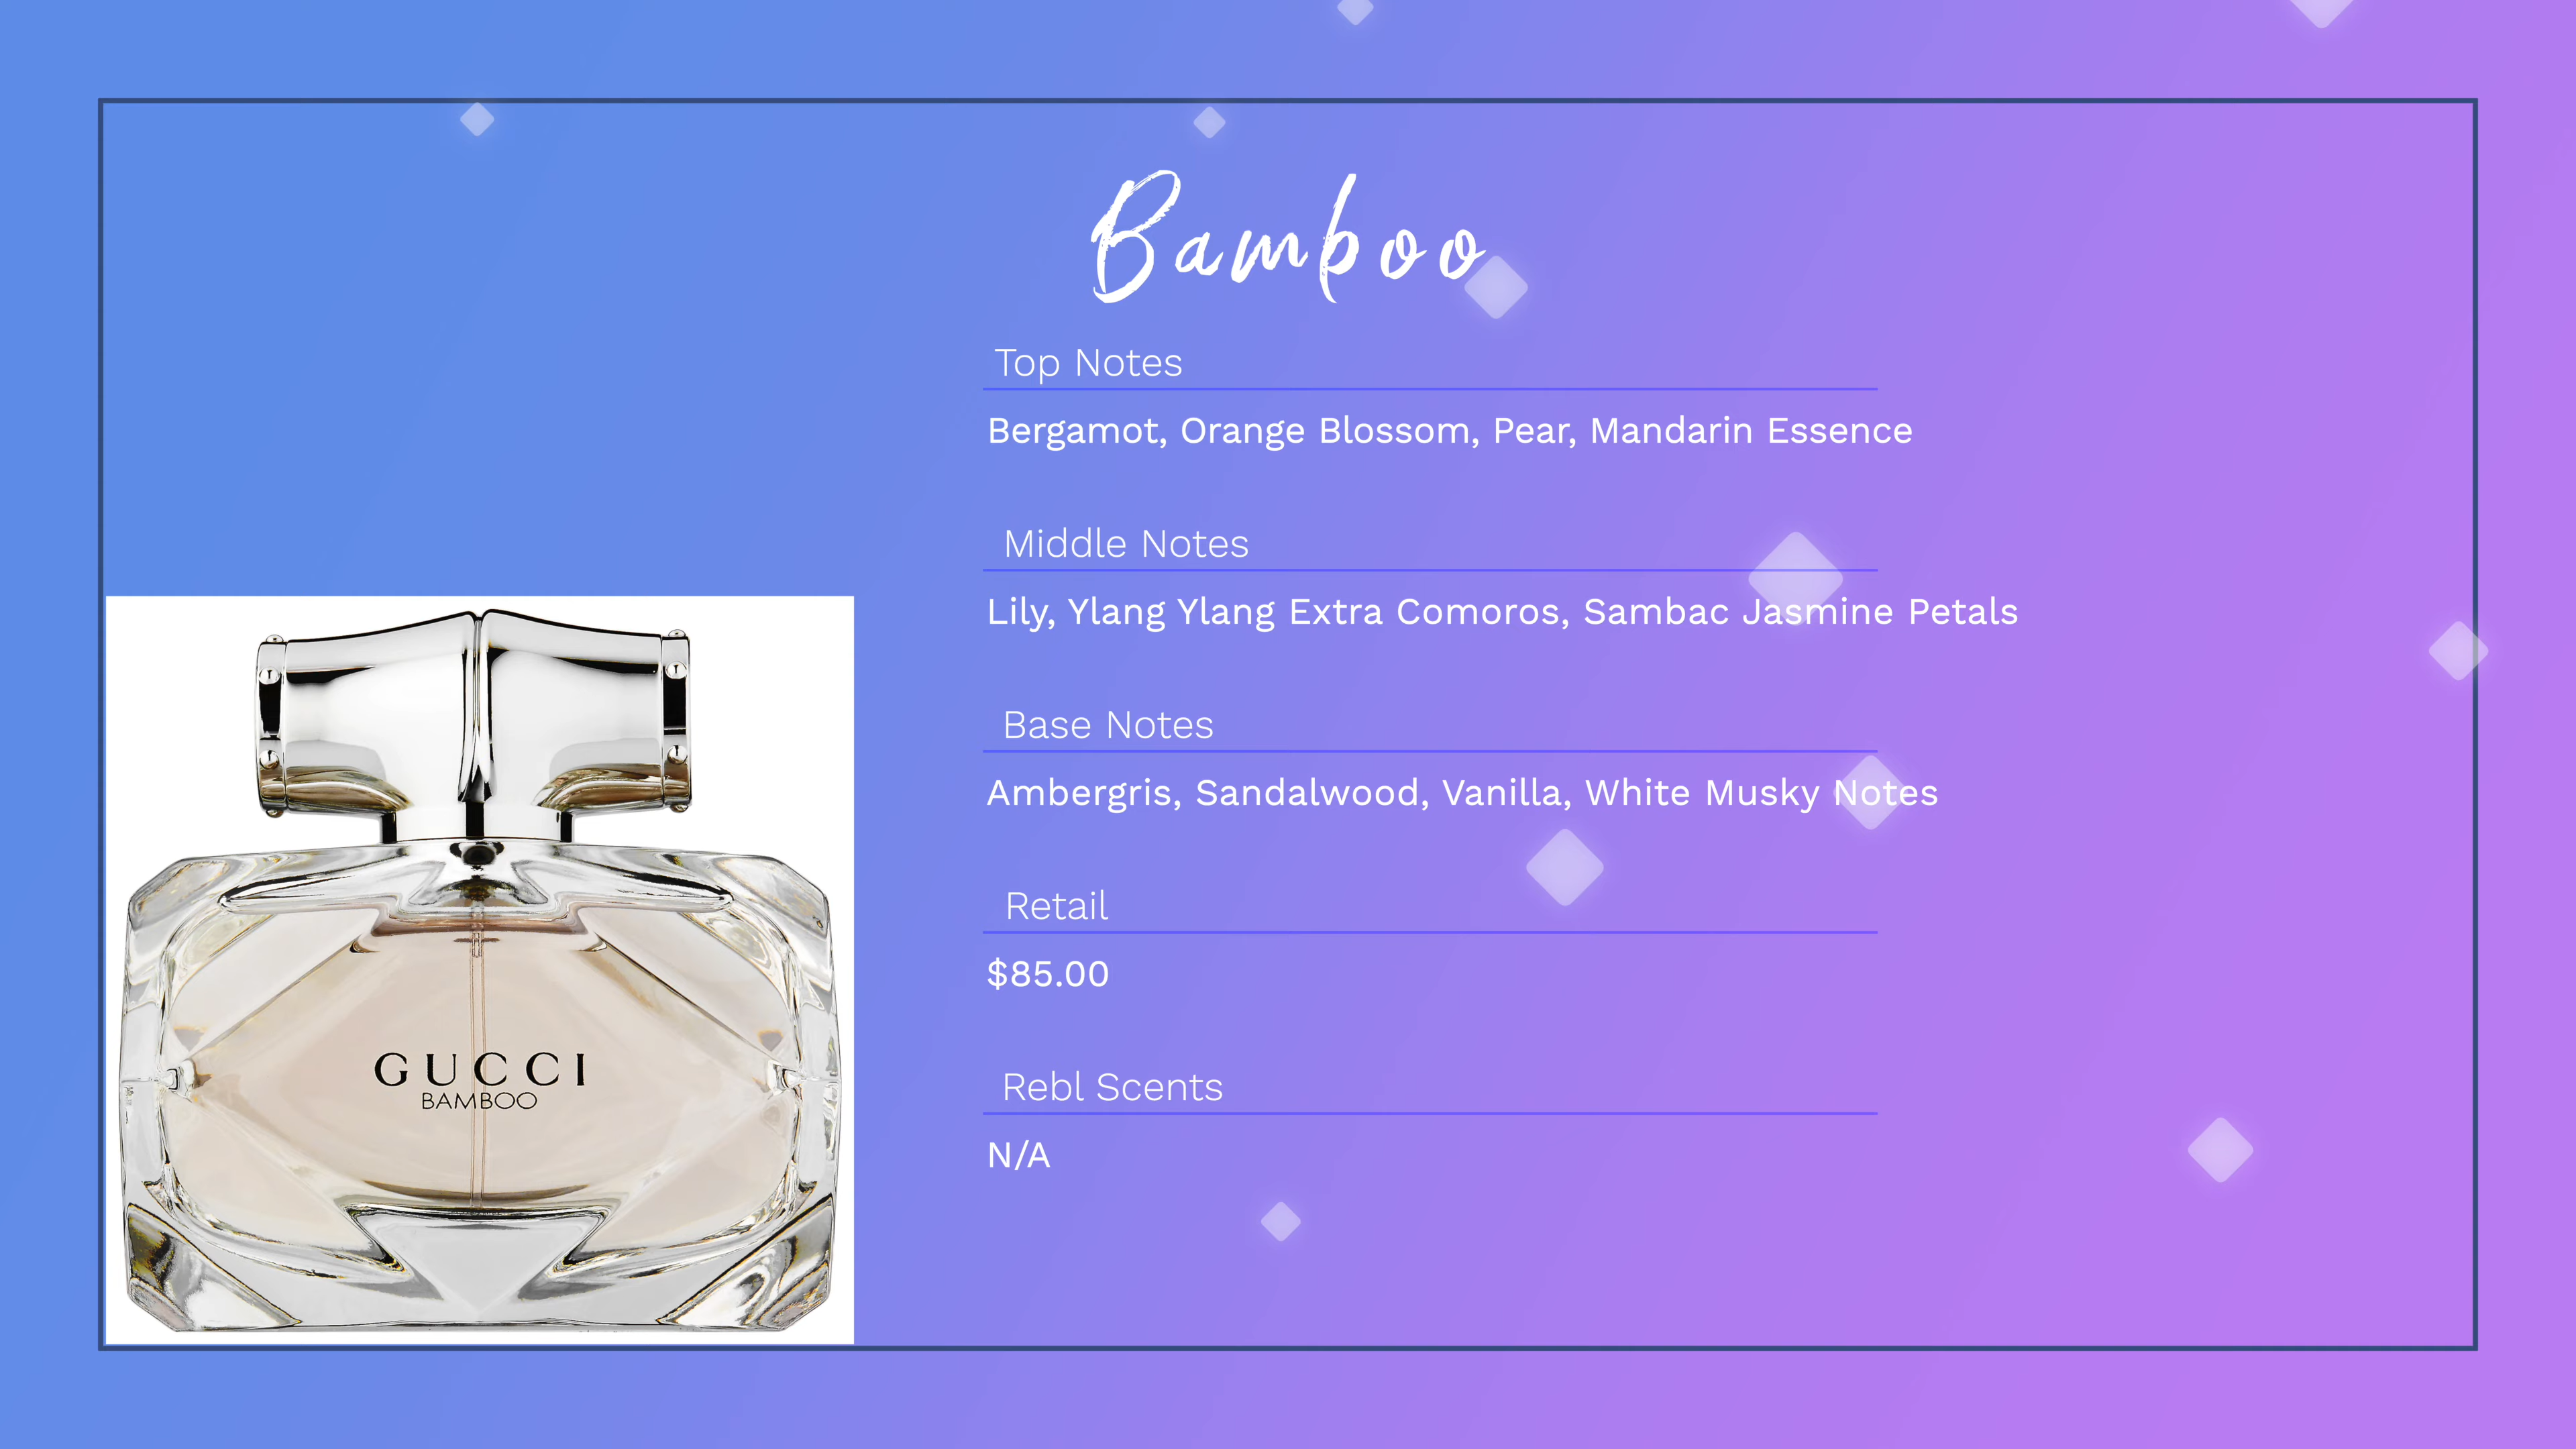 Bamboo
Top Notes
Bergamot, Orange Blossom, Pear, Mandarin Essence
Middle Notes
Lily, Ylang Ylang Extra Comoros, Sambac Jasmine Petals
Base Notes
Ambergris, Sandalwood, Vanilla, White Musky Notes
Retail
$85.00
Rebl Scents
N/A
GUCCI
BAMBOO